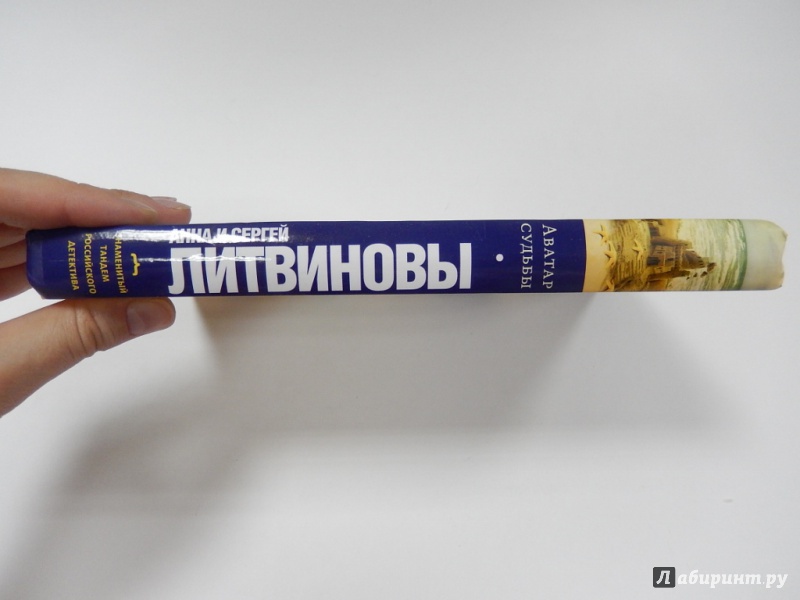 ЗНАМЕНИТЫЙ
ТАНДЕМ
РОССИЙСКОГО
ДЕТЕКТИВА
АННА И СЕРГЕЙ
ЛИТВИНОВЫ
АВАТАР
СУДЬБЫ
Лабиринт.ру